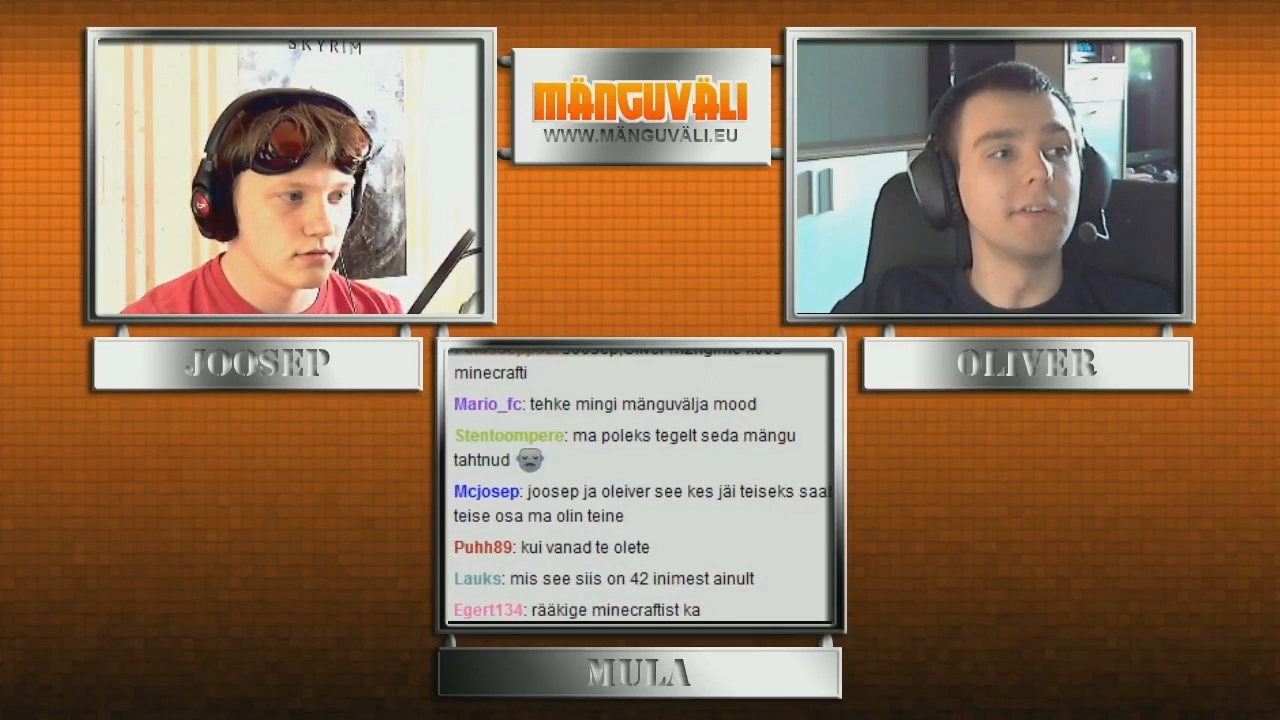 SKYRIM
MÄNGUVÄLI
WWW.MÄNGUVÄLI.EU
JOOSEP
OLIVER
minecrafti
Mario_fc: tehke mingi mänguvälja mood
Stentoompere: ma poleks tegelt seda mängu
tahtnud
Mcjosep: joosep ja oleiver see kes jäi teiseks saab
teise osa ma olin teine
Puhh89: kui vanad te olete
Lauks: mis see siis on 42 inimest ainult
Egert134: rääkige minecraftist ka
MULA